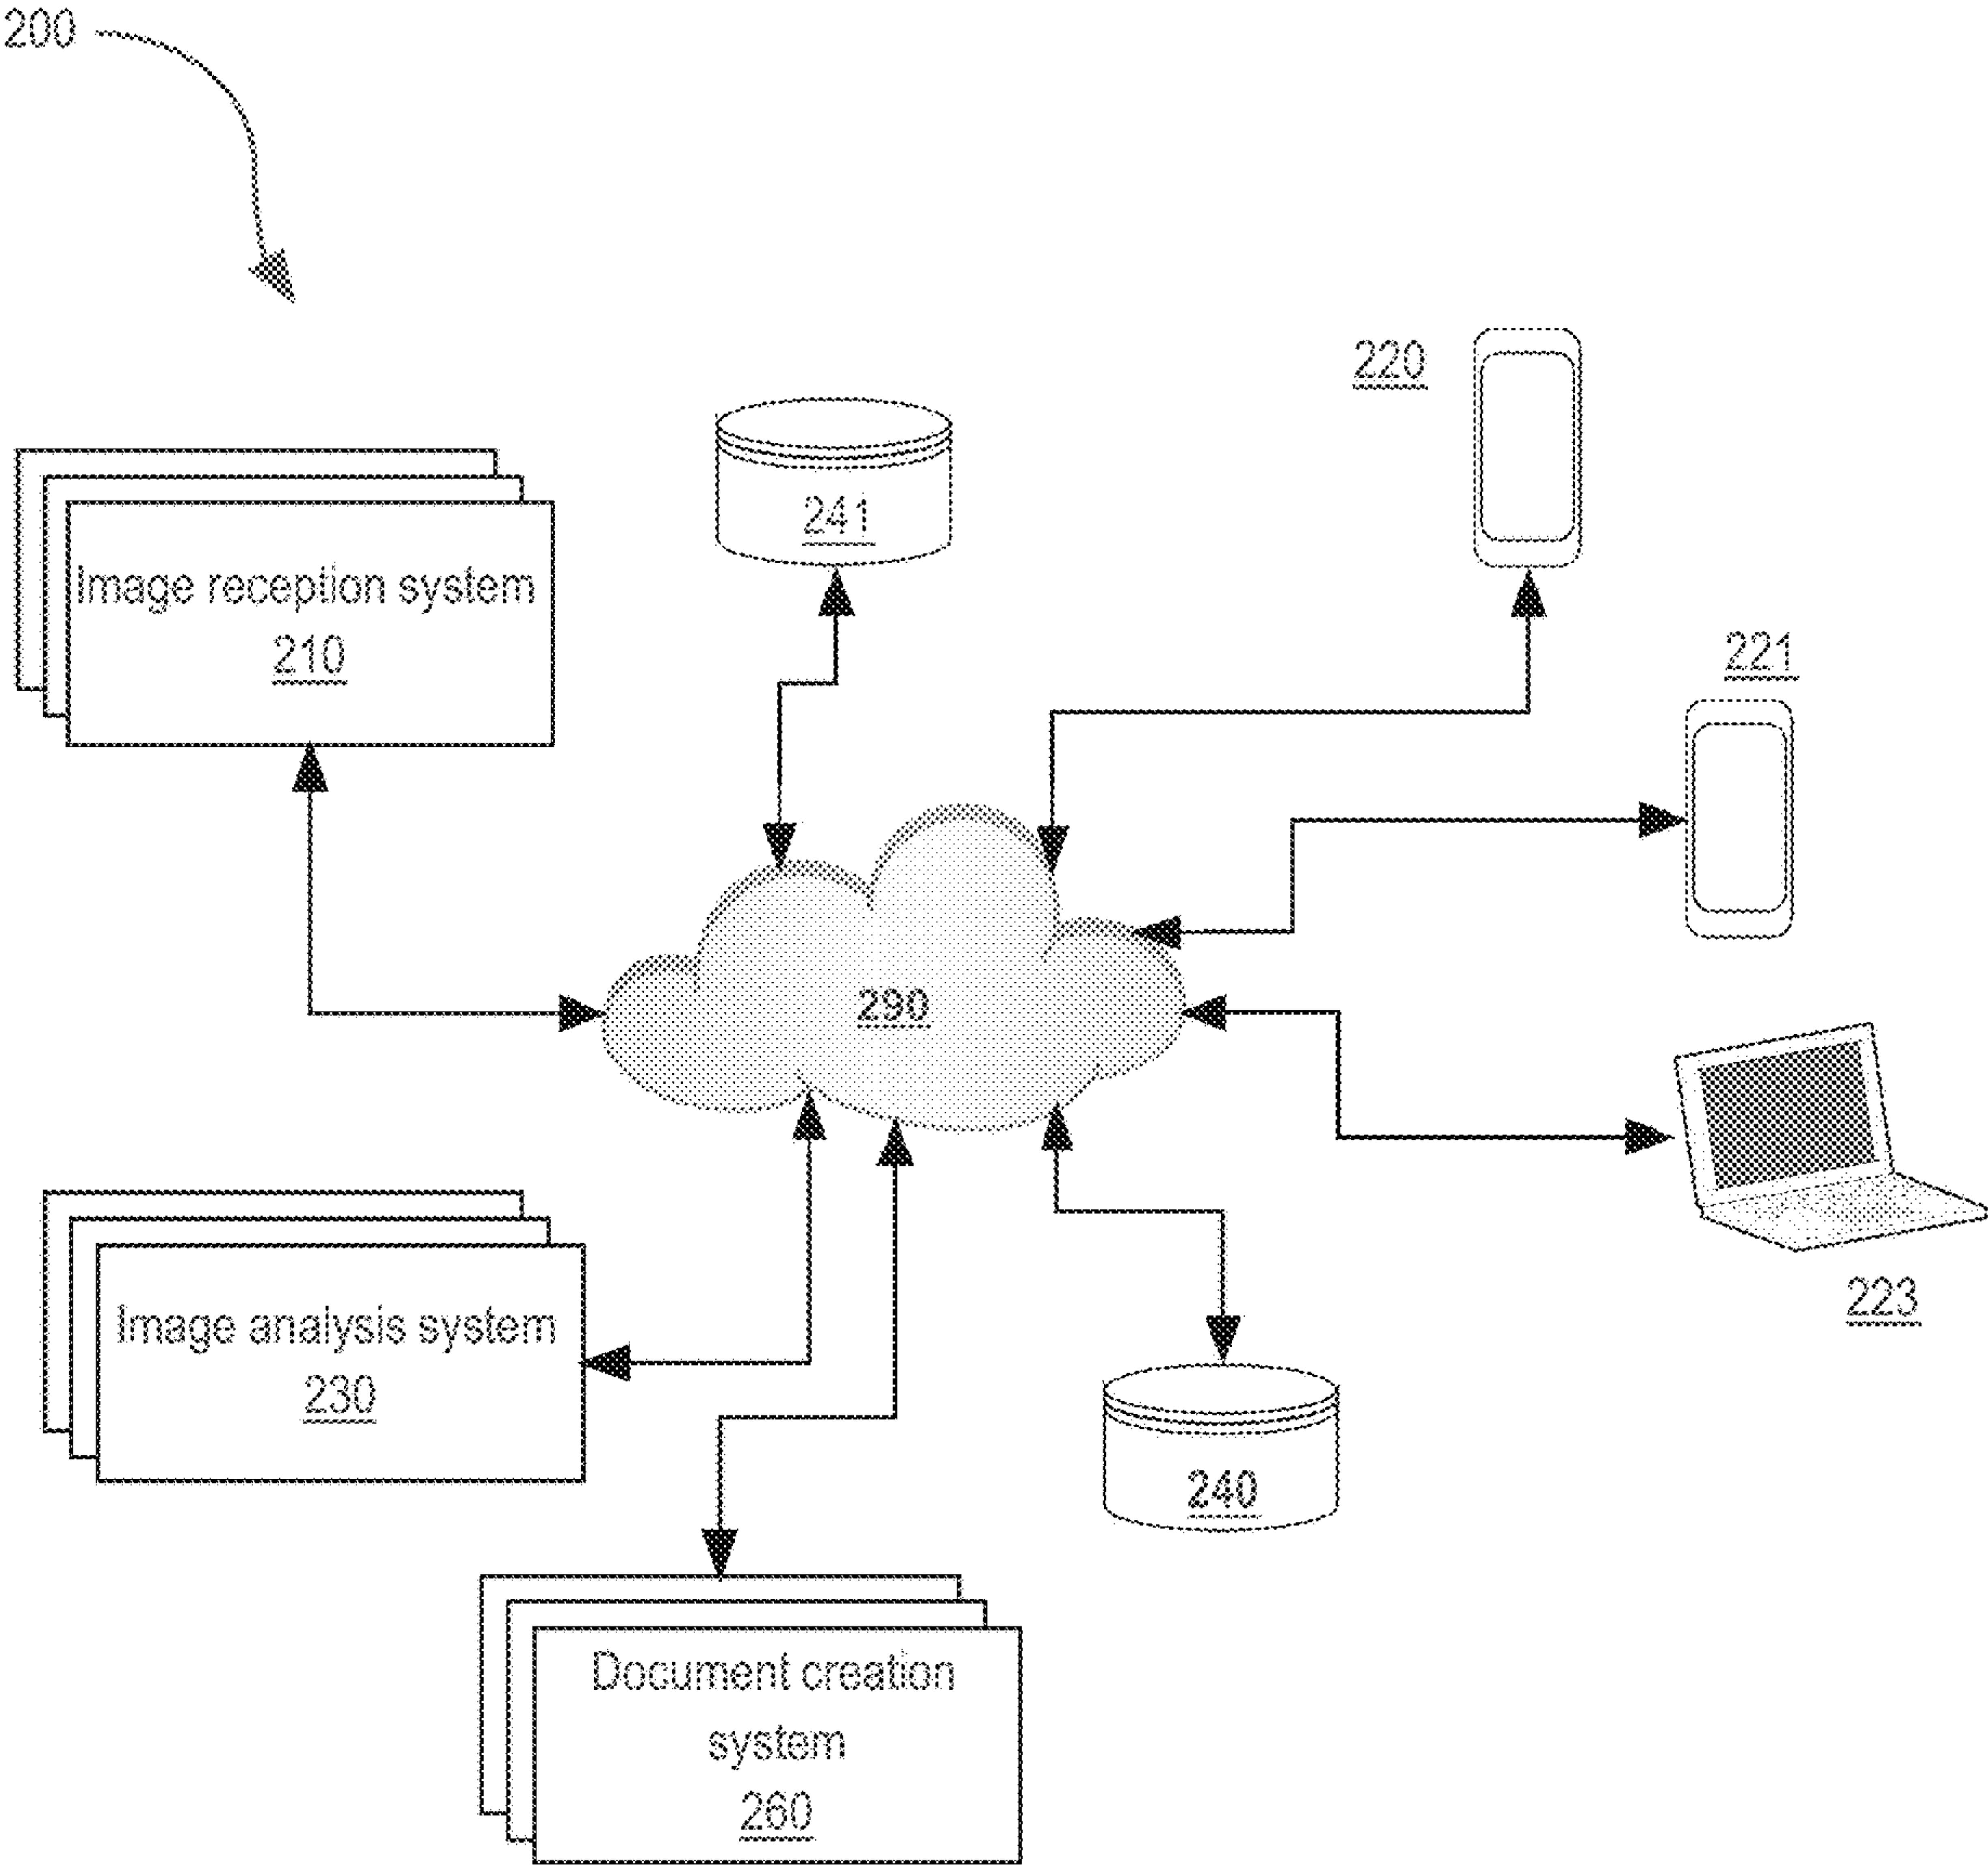 200
220
241
Image reception system
210
221
290
223
Image analysis system
230
240
Document creation
system
260